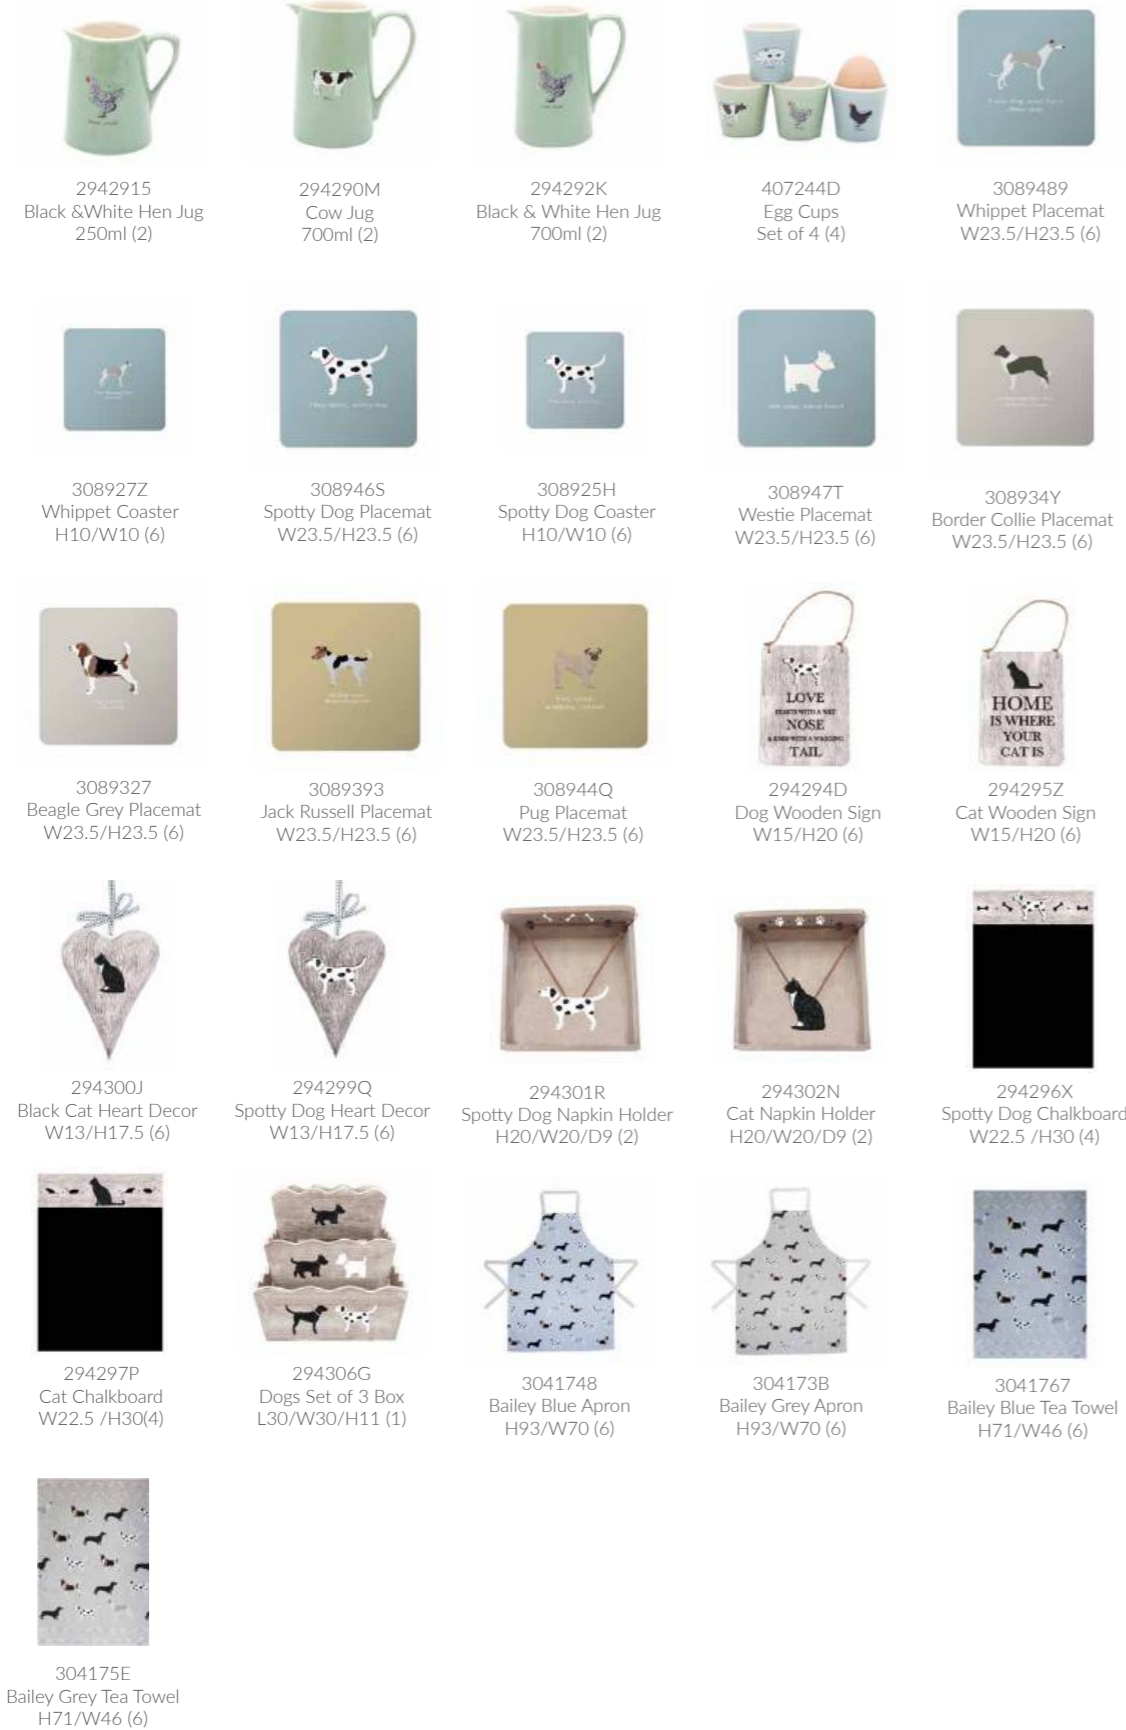 2942915
Black &White Hen Jug
250ml (2)
294290M
Cow Jug
700ml (2)
294292K
Black & White Hen Jug
700ml (2)
407244D
Egg Cups
Set of 4 (4)
3089489
Whippet Placemat
W23.5/H23.5 (6)
308927Z
Whippet Coaster
H10/W10 (6)
308946S
Spotty Dog Placemat
W23.5/H23.5 (6)
308925H
Spotty Dog Coaster
H10/W10 (6)
308947T
Westie Placemat
W23.5/H23.5 (6)
308934Y
Border Collie Placemat
W23.5/H23.5 (6)
3089327
Beagle Grey Placemat
W23.5/H23.5 (6)
3089393
Jack Russell Placemat
W23.5/H23.5 (6)
308944Q
Pug Placemat
W23.5/H23.5 (6)
LOVE
STARTS WITH A WET
NOSE
& ENDS WITH A WAGGING
TAIL
294294D
Dog Wooden Sign
W15/H20 (6)
HOME
IS WHERE
YOUR
CAT IS
294295Z
Cat Wooden Sign
W15/H20 (6)
294300J
Black Cat Heart Decor
W13/H17.5 (6)
294299Q
Spotty Dog Heart Decor
W13/H17.5 (6)
294301R
Spotty Dog Napkin Holder
H20/W20/D9 (2)
294302N
Cat Napkin Holder
H20/W20/D9 (2)
294296X
Spotty Dog Chalkboard
W22.5 /H30 (4)
294297P
Cat Chalkboard
W22.5 /H30(4)
294306G
Dogs Set of 3 Box
L30/W30/H11 (1)
3041748
Bailey Blue Apron
H93/W70 (6)
304173B
Bailey Grey Apron
H93/W70 (6)
3041767
Bailey Blue Tea Towel
H71/W46 (6)
304175E
Bailey Grey Tea Towel
H71/W46 (6)